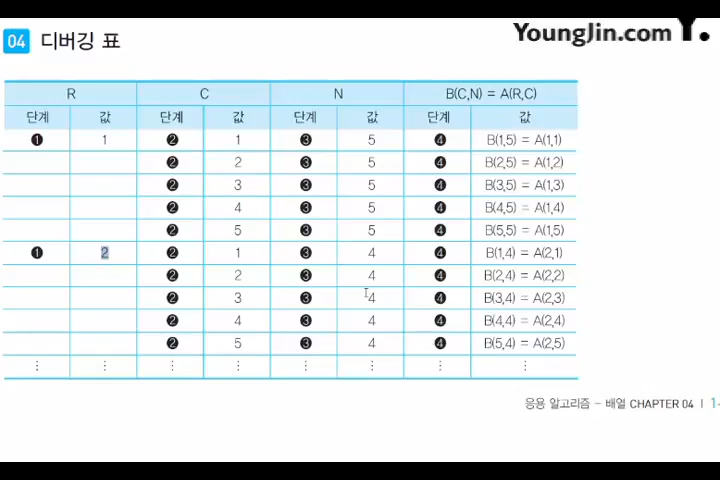 YoungJin.com Y.
04 디버깅 표
R C N B(C,N) = A(R,C)
단계 값 단계 값 단계 값 단계 값
❶ 1 ❷ 1 ❸ 5 ❹ B(1,5) = A(1,1)
❷ 2 ❸ 5 ❹ B(2,5) = A(1,2)
❷ 3 ❸ 5 ❹ B(3,5) = A(1,3)
❷ 4 ❸ 5 ❹ B(4,5) = A(1,4)
❷ 5 ❸ 5 ❹ B(5,5) = A(1,5)
❶ 2 ❷ 1 ❸ 4 ❹ B(1,4) = A(2,1)
❷ 2 ❸ 4 ❹ B(2,4) = A(2,2)
❷ 3 ❸ 4 ❹ B(3,4) = A(2,3)
❷ 4 ❸ 4 ❹ B(4,4) = A(2,4)
❷ 5 ❸ 4 ❹ B(5,4) = A(2,5)
⋮ ⋮ ⋮ ⋮ ⋮ ⋮ ⋮ ⋮
응용 알고리즘 – 배열 CHAPTER 04 | 1